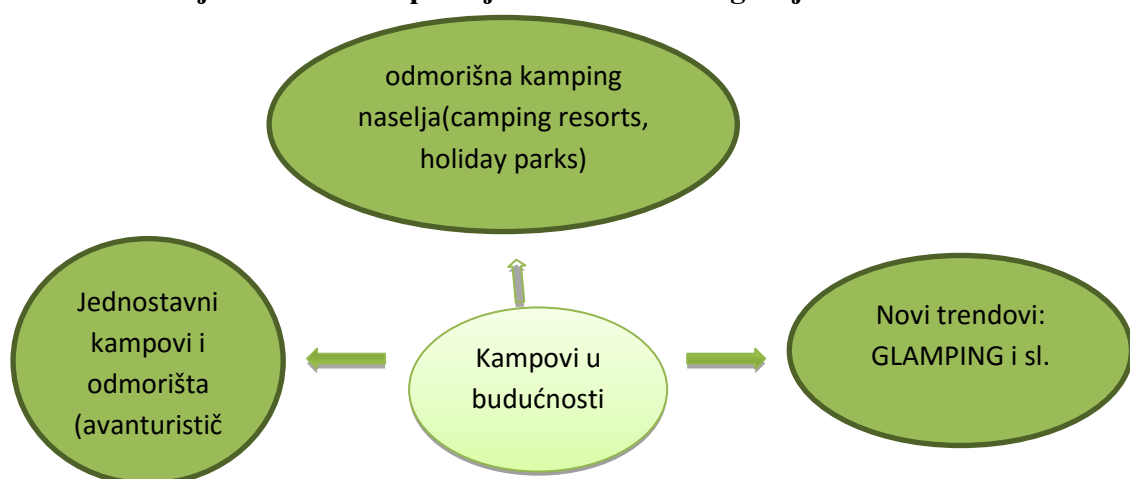 odmorišna kamping
naselja(camping resorts,
holiday parks)
Jednostavni
kampovi i
odmorišta
(avanturistič
Kampovi u
budućnosti
Novi trendovi:
GLAMPING i sl.